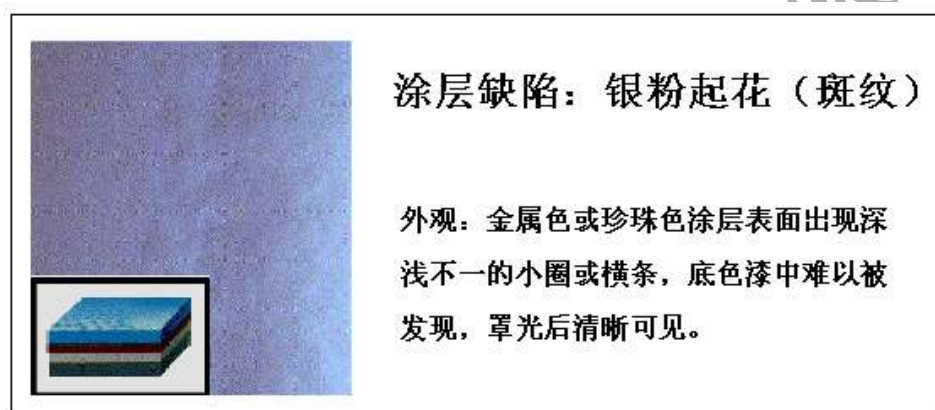 涂层缺陷：银粉起花（斑纹）
外观：金属色或珍珠色涂层表面出现深
浅不一的小圈或横条，底色漆中难以被
发现，罩光后清晰可见。